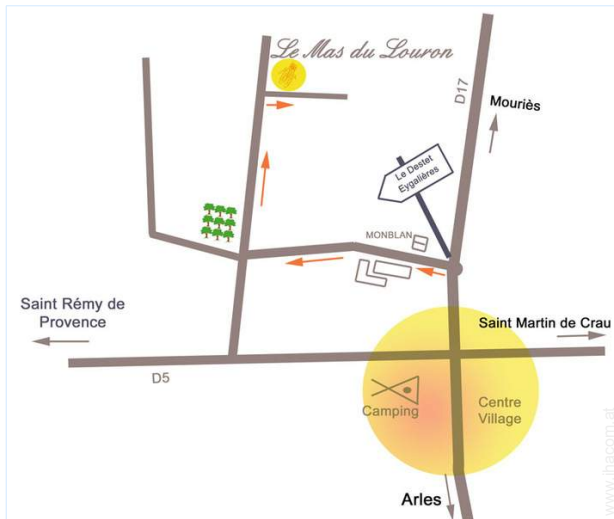 Le Mas du Louron
D17
Mouriès
Le Destet
Eygalières
MONBLAN
Saint Rémy de
Provence
Saint Martin de Crau
D5
Camping
Centre
Village
Arles
www.ihacom.at